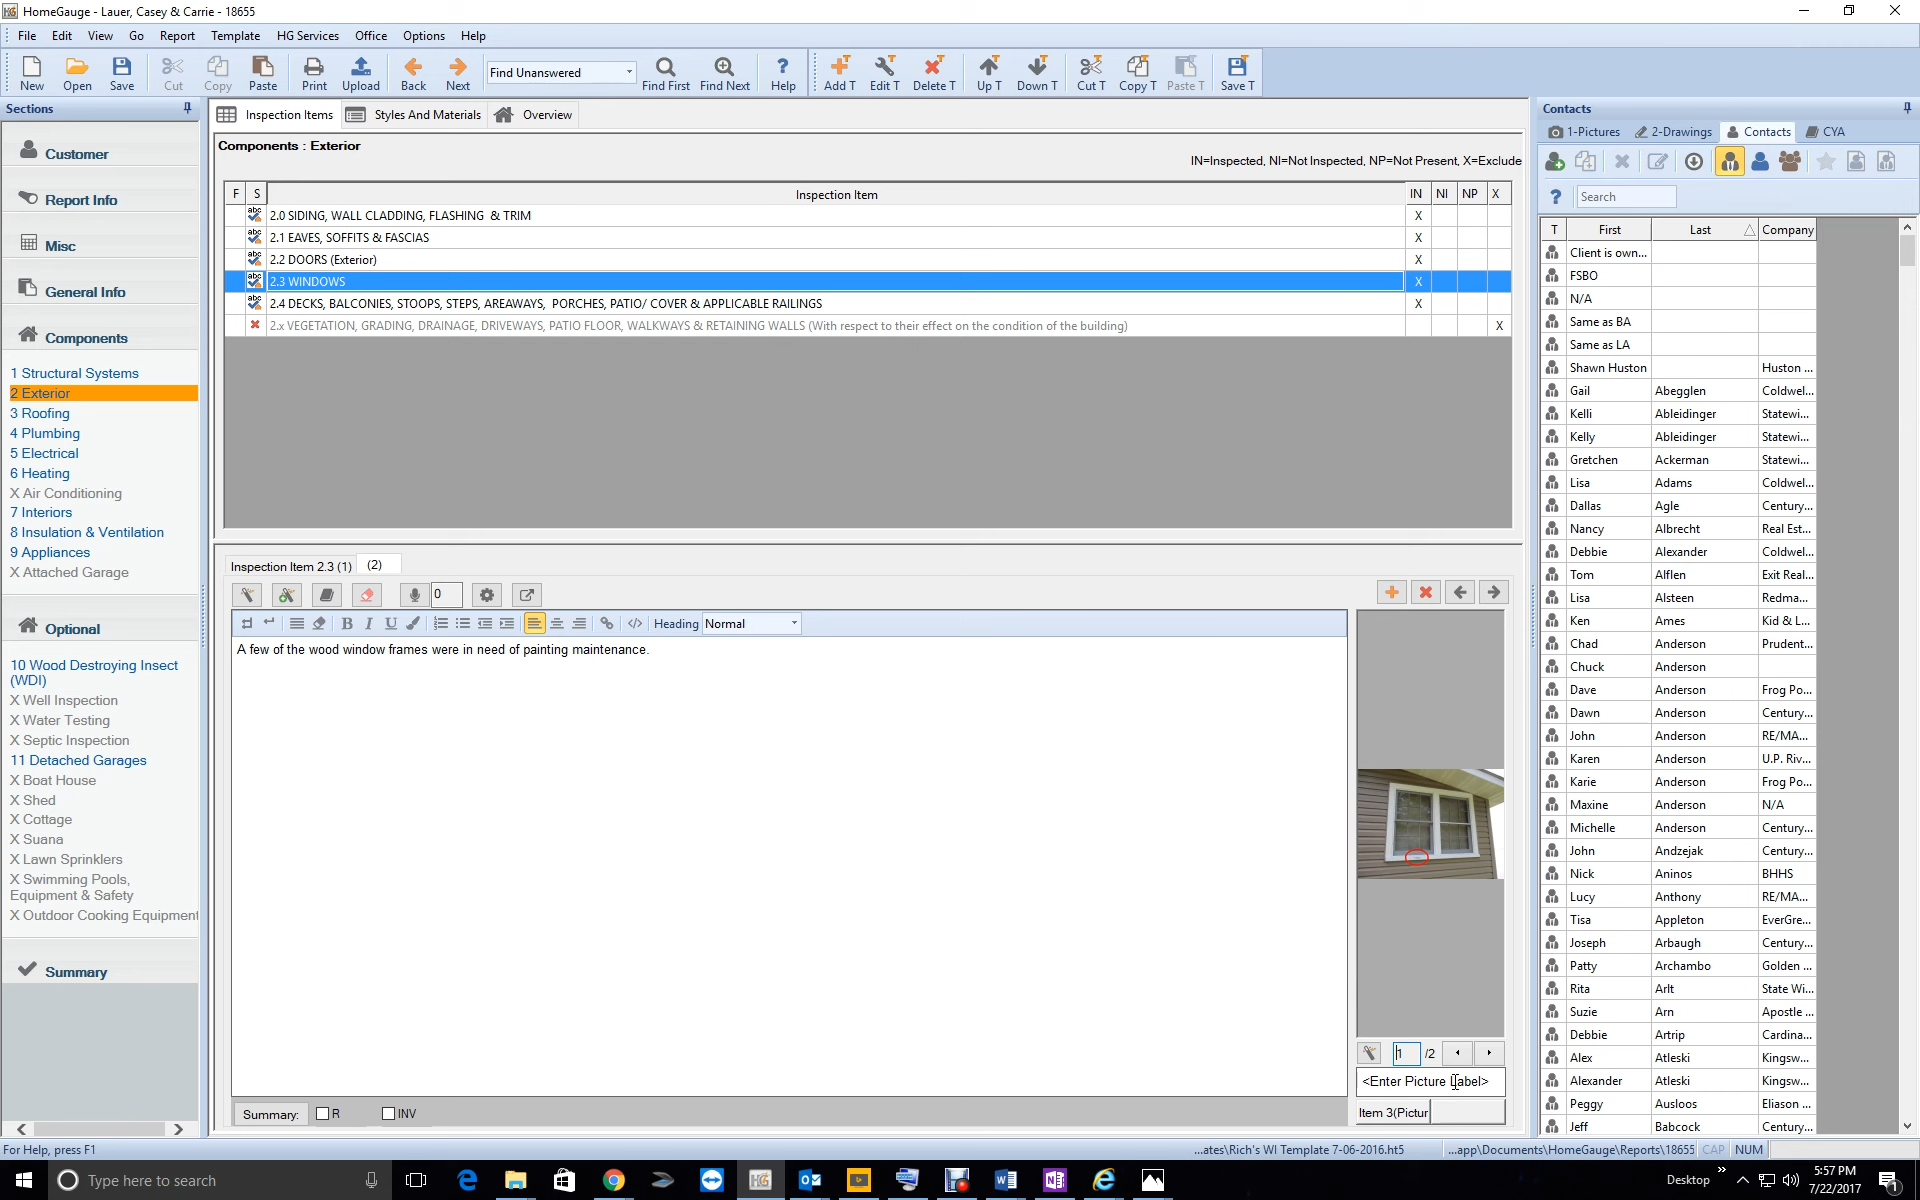 HomeGauge - Lauer, Casey & Carrie - 18655
File Edit View Go Report Template HG Services Office Options Help
New Open Save Cut Copy Paste Print Upload Back Next Find Unanswered Find First Find Next Help Add T Edit T Delete T Up T Down T Cut T Copy T Paste T Save T
Sections
Customer
Report Info
Misc
General Info
Components
1 Structural Systems
2 Exterior
3 Roofing
4 Plumbing
5 Electrical
6 Heating
X Air Conditioning
7 Interiors
8 Insulation & Ventilation
9 Appliances
X Attached Garage
Optional
10 Wood Destroying Insect
(WDI)
X Well Inspection
X Water Testing
X Septic Inspection
11 Detached Garages
X Boat House
X Shed
X Cottage
X Suana
X Lawn Sprinklers
X Swimming Pools,
Equipment & Safety
X Outdoor Cooking Equipment
Summary
Inspection Items Styles And Materials Overview
Components : Exterior
IN=Inspected, NI=Not Inspected, NP=Not Present, X=Exclude
F S Inspection Item IN NI NP X
2.0 SIDING, WALL CLADDING, FLASHING & TRIM X
2.1 EAVES, SOFFITS & FASCIAS X
2.2 DOORS (Exterior) X
2.3 WINDOWS X
2.4 DECKS, BALCONIES, STOOPS, STEPS, AREAWAYS, PORCHES, PATIO/ COVER & APPLICABLE RAILINGS X
2.x VEGETATION, GRADING, DRAINAGE, DRIVEWAYS, PATIO FLOOR, WALKWAYS & RETAINING WALLS (With respect to their effect on the condition of the building) X
Inspection Item 2.3 (1) (2)
0
B I U Heading Normal
A few of the wood window frames were in need of painting maintenance.
1 /2
<Enter Picture Label>
Item 3(Pictur
Summary: R INV
Contacts
1-Pictures 2-Drawings Contacts CYA
Search
T First Last Company
Client is own...
FSBO
N/A
Same as BA
Same as LA
Shawn Huston Huston ...
Gail Abegglen Coldwel...
Kelli Ableidinger Statewi...
Kelly Ableidinger Statewi...
Gretchen Ackerman Statewi...
Lisa Adams Coldwel...
Dallas Agle Century...
Nancy Albrecht Real Est...
Debbie Alexander Coldwel...
Tom Alflen Exit Real...
Lisa Alsteen Redma...
Ken Ames Kid & L...
Chad Anderson Prudent...
Chuck Anderson
Dave Anderson Frog Po...
Dawn Anderson Century...
John Anderson RE/MA...
Karen Anderson U.P. Riv...
Karie Anderson Frog Po...
Maxine Anderson N/A
Michelle Anderson Century...
John Andzejak Century...
Nick Aninos BHHS
Lucy Anthony RE/MA...
Tisa Appleton EverGre...
Joseph Arbaugh Century...
Patty Archambo Golden ...
Rita Arlt State Wi...
Suzie Arn Apostle ...
Debbie Artrip Cardina...
Alex Atleski Kingsw...
Alexander Atleski Kingsw...
Peggy Ausloos Eliason ...
Jeff Babcock Century...
For Help, press F1
...ates\Rich's WI Template 7-06-2016.ht5 ...app\Documents\HomeGauge\Reports\18655 CAP NUM
Type here to search
Desktop
5:57 PM
7/22/2017
1